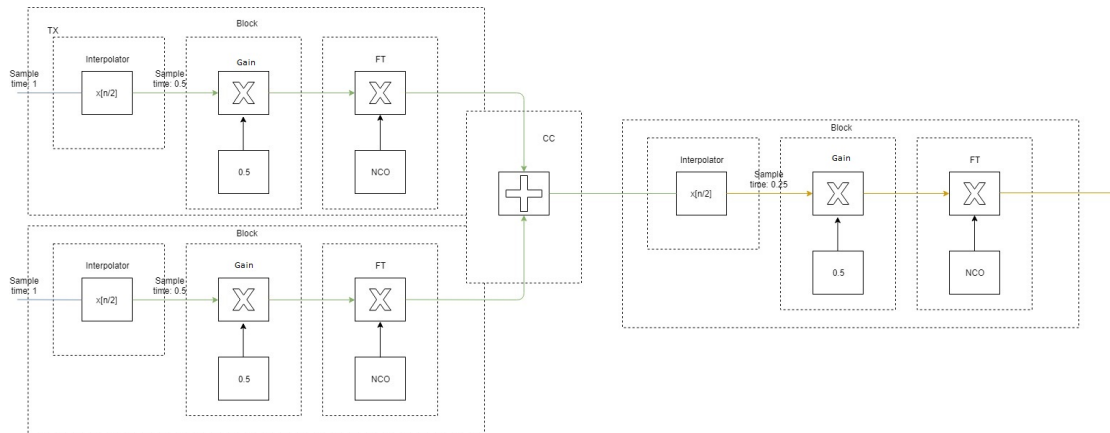 Block
TX
Interpolator
Gain
FT
Sample
time: 1
x[n/2]
Sample
time: 0.5
0.5
NCO
CC
Block
Interpolator
Gain
FT
Sample
time: 0.25
x[n/2]
0.5
NCO
Block
Interpolator
Gain
FT
Sample
time: 1
x[n/2]
Sample
time: 0.5
0.5
NCO